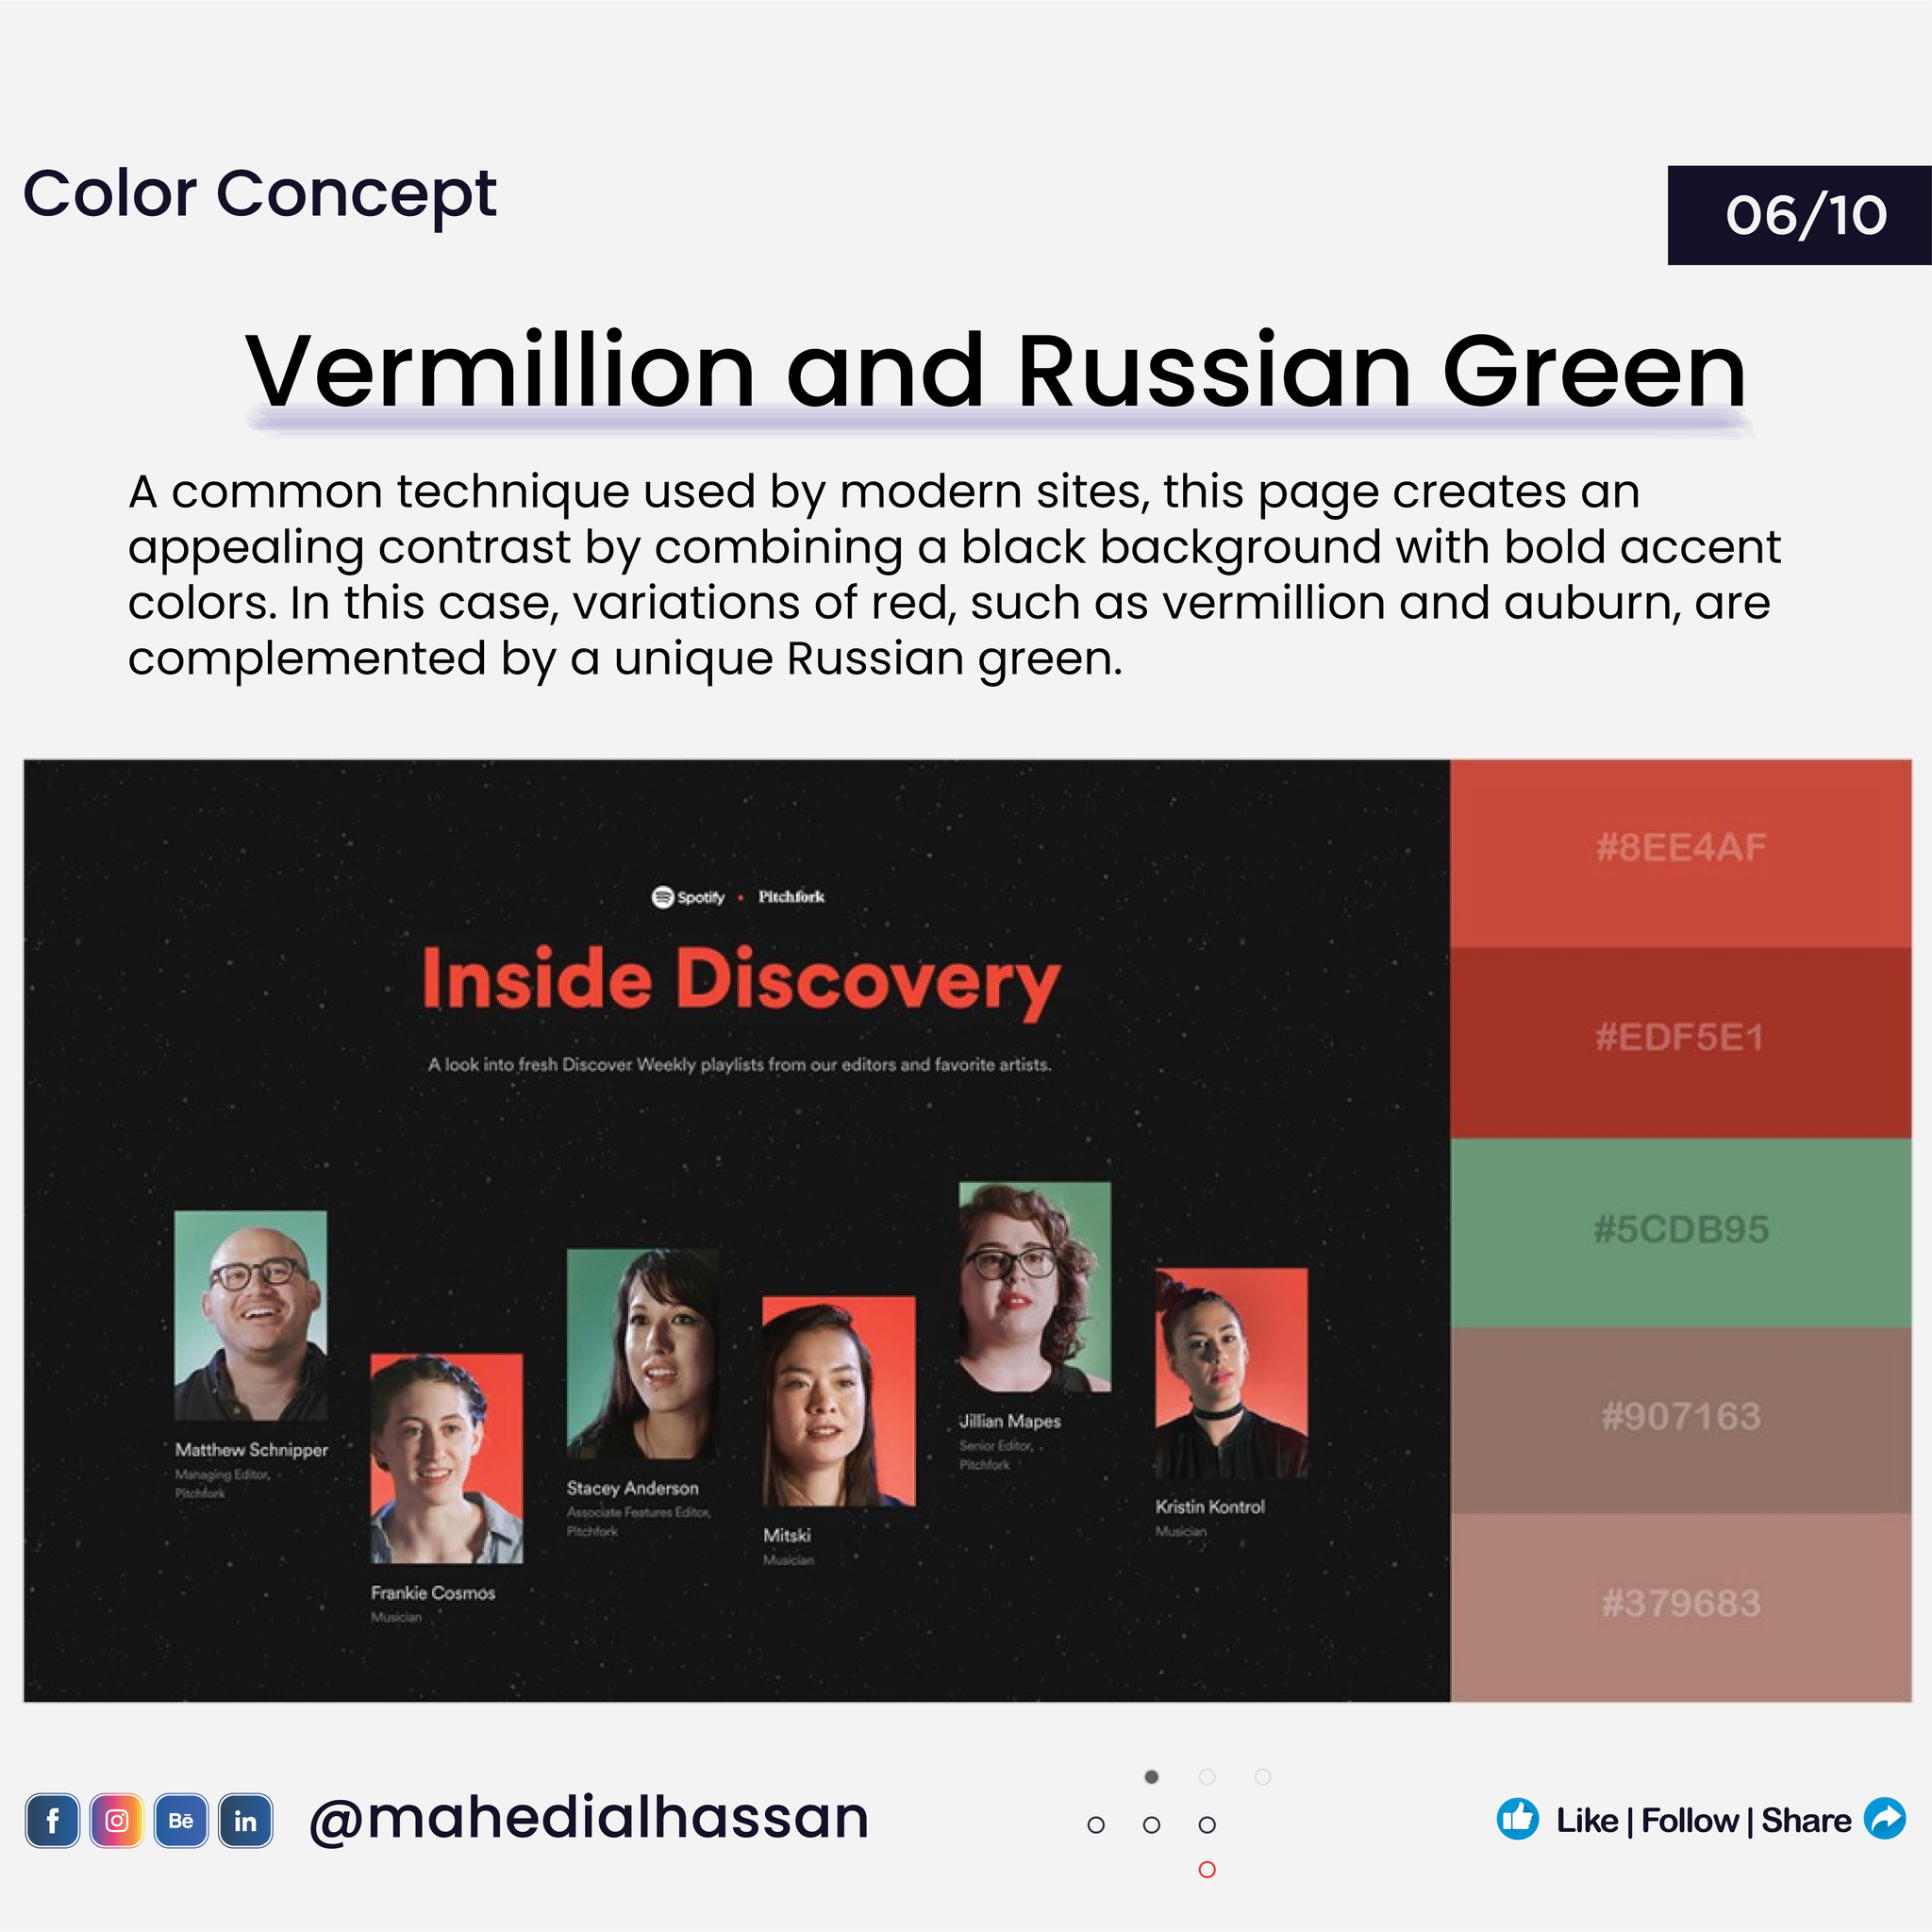 Color Concept
06/10
Vermillion and Russian Green
A common technique used by modern sites, this page creates an
appealing contrast by combining a black background with bold accent
colors. In this case, variations of red, such as vermillion and auburn, are
complemented by a unique Russian green.
Spotify • Pitchfork
Inside Discovery
A look into fresh Discover Weekly playlists from our editors and favorite artists.
Matthew Schnipper
Managing Editor,
Pitchfork
Frankie Cosmos
Musician
Stacey Anderson
Associate Features Editor,
Pitchfork
Mitski
Musician
Jillian Mapes
Senior Editor,
Pitchfork
Kristin Kontrol
Musician
#8EE4AF
#EDF5E1
#5CDB95
#907163
#379683
f
Bē
in
@mahedialhassan
Like | Follow | Share